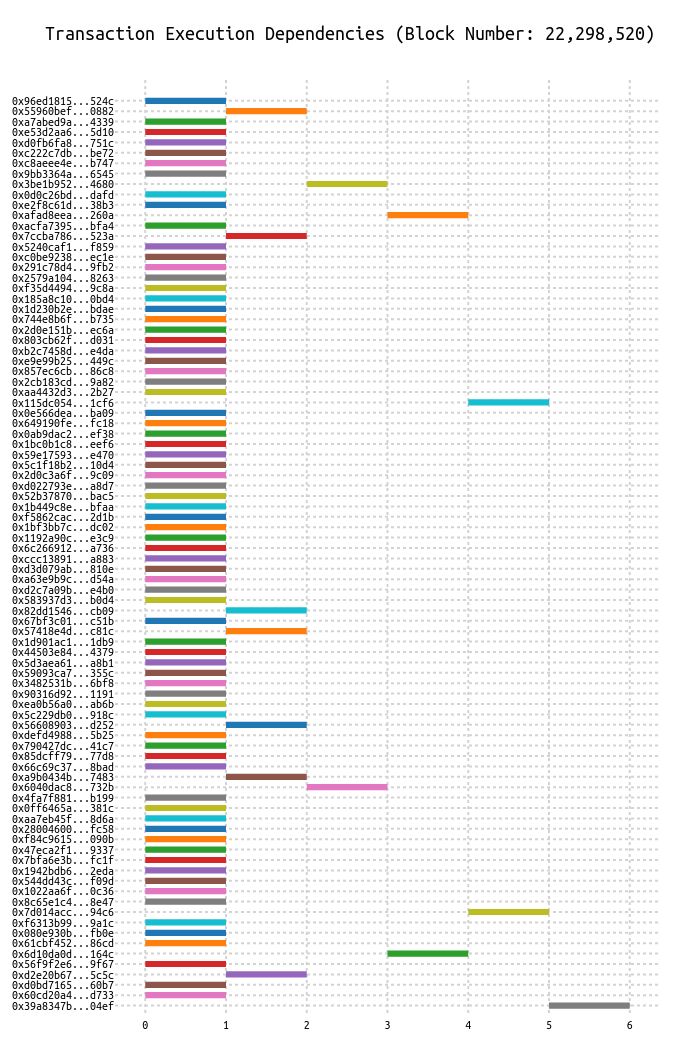 Transaction Execution Dependencies (Block Number: 22,298,520)
0x96ed1815...524c
0x55960bef...0882
0xa7abed9a...4339
0xe53d2aa6...5d10
0xd0fb6fa8...751c
0xc222c7db...be72
0xc8aeee4e...b747
0x9bb3364a...6545
0x3be1b952...4680
0x0d0c26bd...dafd
0xe2f8c61d...38b3
0xafad8eea...260a
0xacfa7395...bfa4
0x7ccba786...523a
0x5240caf1...f859
0xc0be9238...ec1e
0x291c78d4...9fb2
0x2579a104...8263
0xf35d4494...9c8a
0x185a8c10...0bd4
0x1d230b2e...bdae
0x744e8b6f...b735
0x2d0e151b...ec6a
0x803cb62f...d031
0xb2c7458d...e4da
0xe9e99b25...449c
0x857ec6cb...86c8
0x2cb183cd...9a82
0xaa4432d3...2b27
0x115dc054...1cf6
0x0e566dea...ba09
0x649190fe...fc18
0x0ab9dac2...ef38
0x1bc0b1c8...eef6
0x59e17593...e470
0x5c1f18b2...10d4
0x2d0c3a6f...9c09
0xd022793e...a8d7
0x52b37870...bac5
0x1b449c8e...bfaa
0xf5862cac...2d1b
0x1bf3bb7c...dc02
0x1192a90c...e3c9
0x6c266912...a736
0xccc13891...a883
0xd3d079ab...810e
0xa63e9b9c...d54a
0xd2c7a09b...e4b0
0x583937d3...b0d4
0x82dd1546...cb09
0x67bf3c01...c51b
0x57418e4d...c81c
0x1d901ac1...1db9
0x44503e84...4379
0x5d3aea61...a8b1
0x59093ca7...355c
0x3482531b...6bf8
0x90316d92...1191
0xea0b56a0...ab6b
0x5c229db0...918c
0x56608903...d252
0xdefd4988...5b25
0x790427dc...41c7
0x85dcff79...77d8
0x66c69c37...8bad
0xa9b0434b...7483
0x6040dac8...732b
0x4fa7f881...b199
0x0ff6465a...381c
0xaa7eb45f...8d6a
0x28004600...fc58
0xf84c9615...090b
0x47eca2f1...9337
0x7bfa6e3b...fc1f
0x1942bdb6...2eda
0x544dd43c...f09d
0x1022aa6f...0c36
0x8c65e1c4...8e47
0x7d014acc...94c6
0xf6313b99...9a1c
0x080e930b...fb0e
0x61cbf452...86cd
0x6d10da0d...164c
0x56f9f2e6...9f67
0xd2e20b67...5c5c
0xd0bd7165...60b7
0x60cd20a4...d733
0x39a8347b...04ef
0 1 2 3 4 5 6